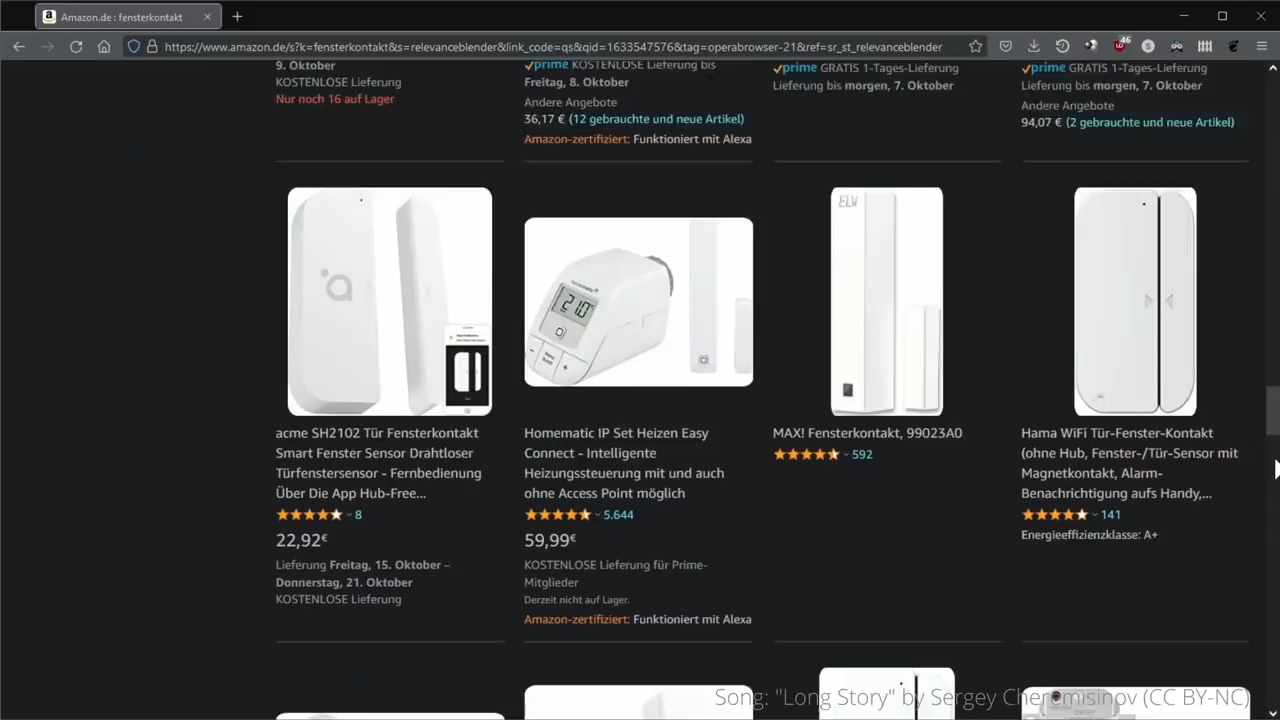 Amazon.de : fensterkontakt
https://www.amazon.de/s?k=fensterkontakt&s=relevanceblender&link_code=qs&qid=1633547576&tag=operabrowser-21&ref=sr_st_relevanceblender
46
9. Oktober
KOSTENLOSE Lieferung
Nur noch 16 auf Lager
prime KOSTENLOSE Lieferung bis
Freitag, 8. Oktober
Andere Angebote
36,17 € (12 gebrauchte und neue Artikel)
Amazon-zertifiziert: Funktioniert mit Alexa
prime GRATIS 1-Tages-Lieferung
Lieferung bis morgen, 7. Oktober
prime GRATIS 1-Tages-Lieferung
Lieferung bis morgen, 7. Oktober
Andere Angebote
94,07 € (2 gebrauchte und neue Artikel)
a
21.0
ELV
acme SH2102 Tür Fensterkontakt
Smart Fenster Sensor Drahtloser
Türfenstersensor - Fernbedienung
Über Die App Hub-Free...
8
22,92€
Lieferung Freitag, 15. Oktober –
Donnerstag, 21. Oktober
KOSTENLOSE Lieferung
Homematic IP Set Heizen Easy
Connect - Intelligente
Heizungssteuerung mit und auch
ohne Access Point möglich
5.644
59,99€
KOSTENLOSE Lieferung für Prime-
Mitglieder
Derzeit nicht auf Lager.
Amazon-zertifiziert: Funktioniert mit Alexa
MAX! Fensterkontakt, 99023A0
592
Hama WiFi Tür-Fenster-Kontakt
(ohne Hub, Fenster-/Tür-Sensor mit
Magnetkontakt, Alarm-
Benachrichtigung aufs Handy,...
141
Energieeffizienzklasse: A+
Song: "Long Story" by Sergey Cheremisinov (CC BY-NC)